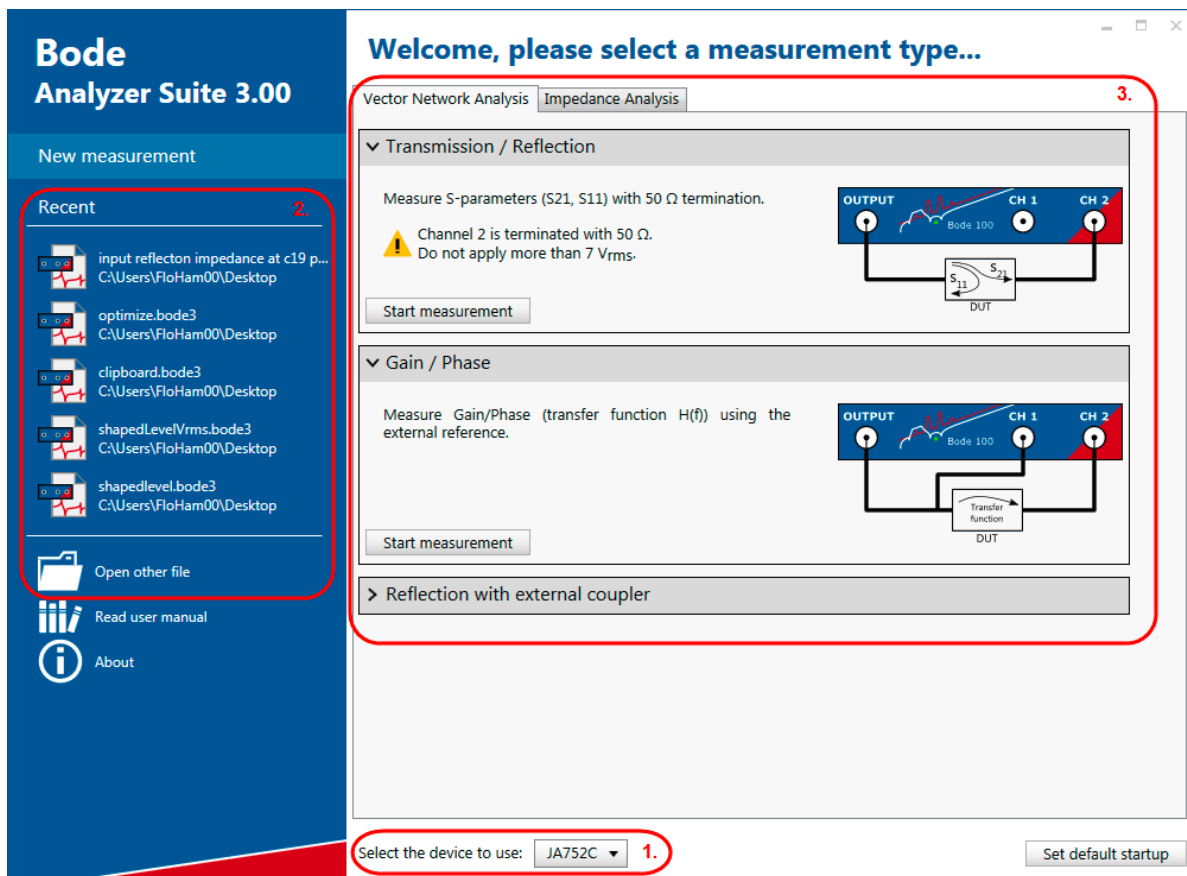 Bode
Analyzer Suite 3.00
New measurement
Recent
2.
input reflecton impedance at c19 p...
C:\Users\FloHam00\Desktop
optimize.bode3
C:\Users\FloHam00\Desktop
clipboard.bode3
C:\Users\FloHam00\Desktop
shapedLevelVrms.bode3
C:\Users\FloHam00\Desktop
shapedlevel.bode3
C:\Users\FloHam00\Desktop
Open other file
Read user manual
About
Welcome, please select a measurement type...
Vector Network Analysis Impedance Analysis
3.
Transmission / Reflection
Measure S-parameters (S21, S11) with 50 Ω termination.
Channel 2 is terminated with 50 Ω.
Do not apply more than 7 Vrms.
Start measurement
OUTPUT CH 1 CH 2
Bode 100
S11 S21
DUT
Gain / Phase
Measure Gain/Phase (transfer function H(f)) using the
external reference.
Start measurement
OUTPUT CH 1 CH 2
Bode 100
Transfer
function
DUT
Reflection with external coupler
Select the device to use: JA752C 1.
Set default startup